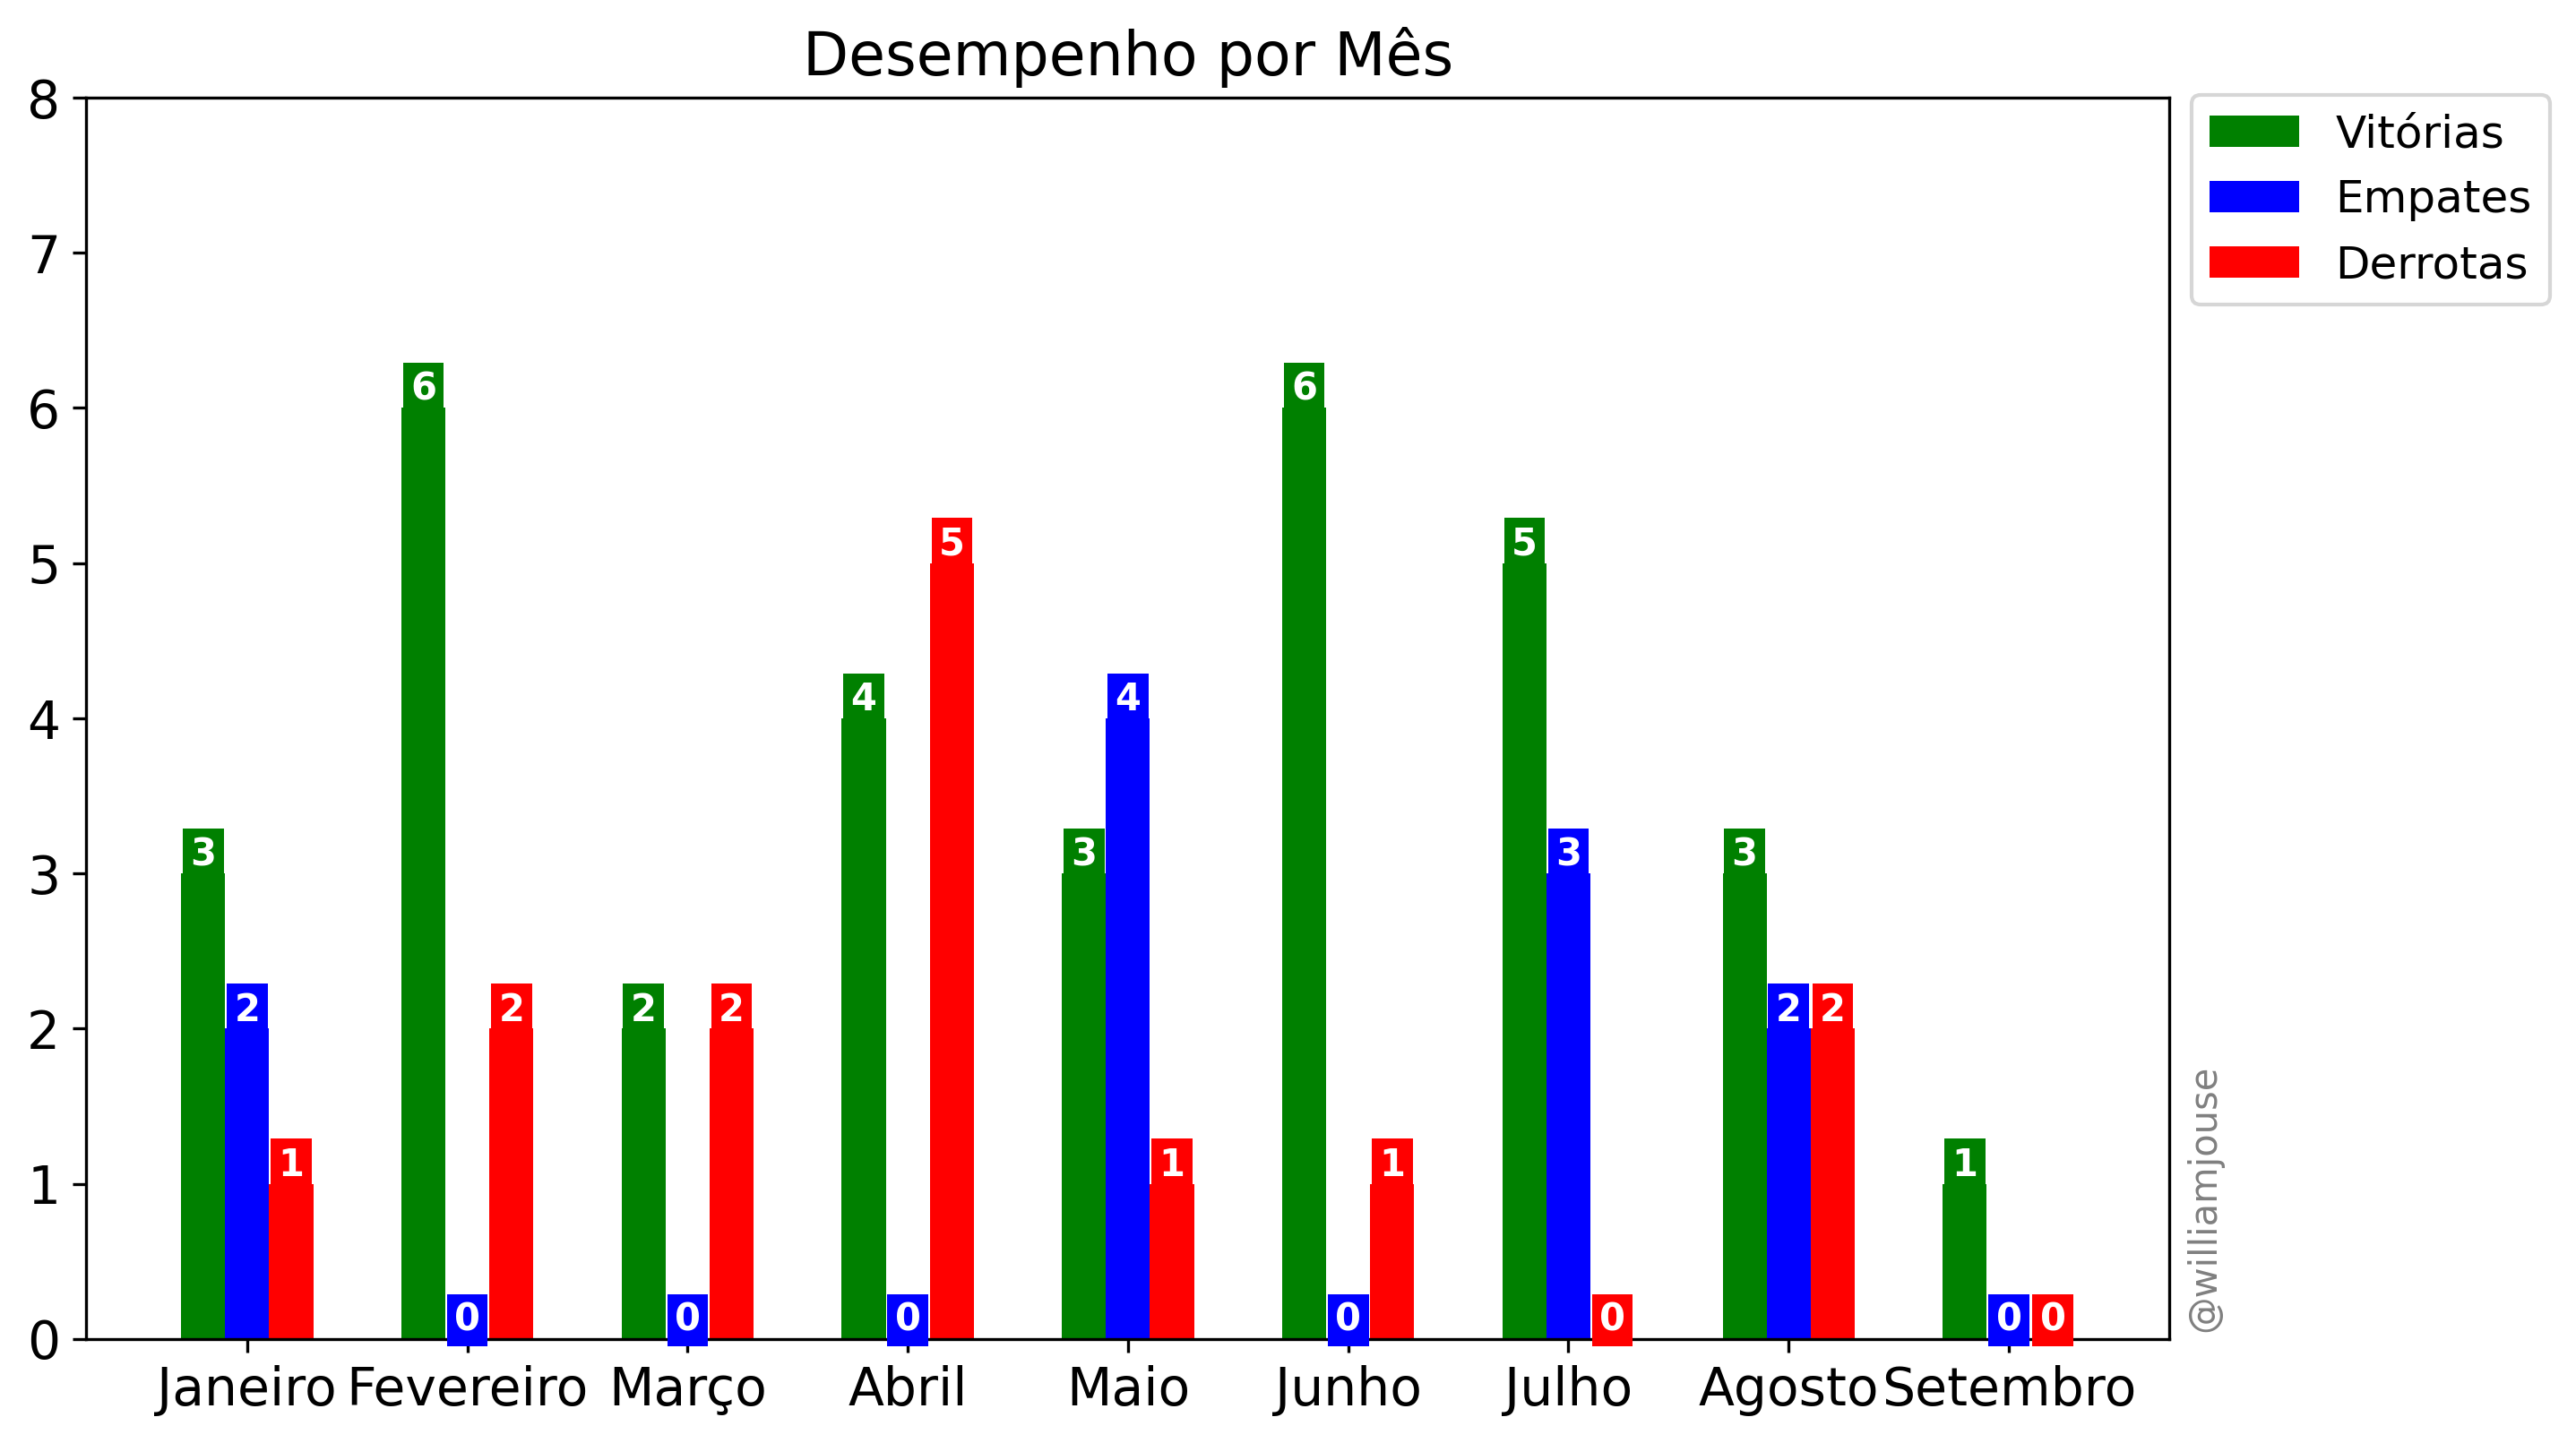 Desempenho por Mês
8
7
6
5
4
3
2
1
0
Vitórias
Empates
Derrotas
3 2 1
6 0 2
2 0 2
4 0 5
3 4 1
6 0 1
5 3 0
3 2 2
1 0 0
Janeiro Fevereiro Março Abril Maio Junho Julho Agosto Setembro
@williamjouse